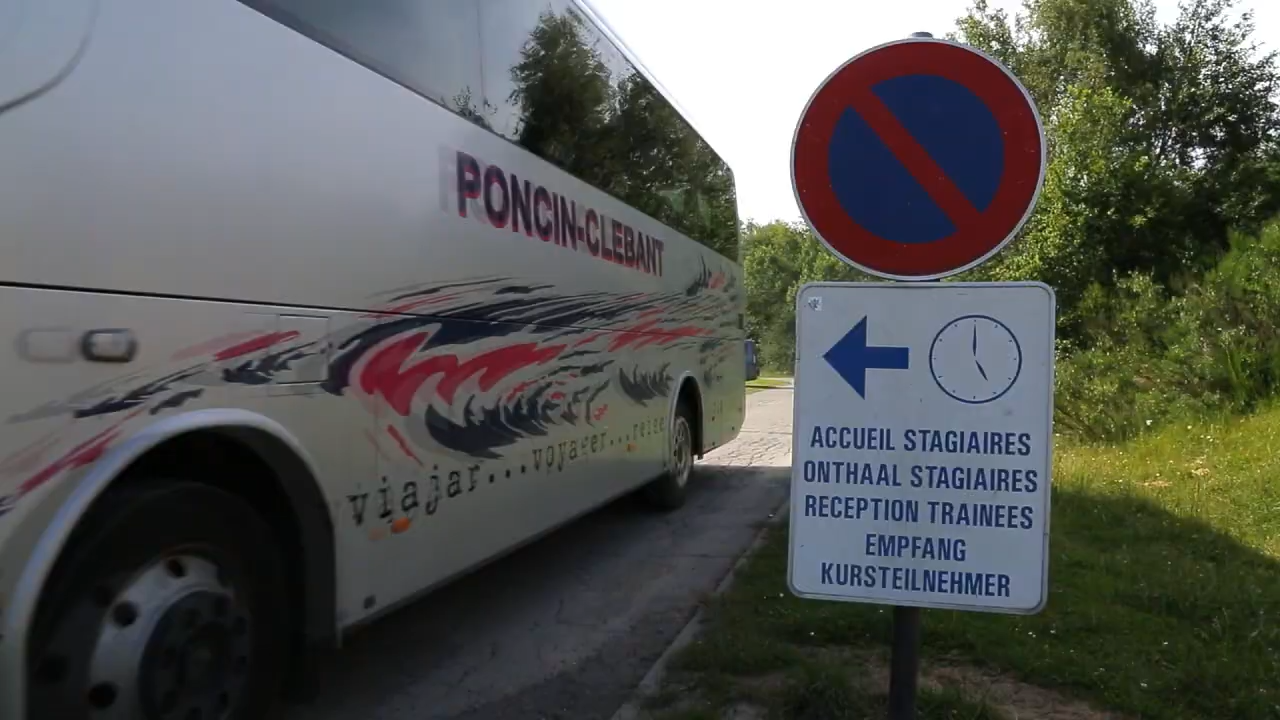 PONCIN-CLEBANT
viajar...voyager...reise
ACCUEIL STAGIAIRES
ONTHAAL STAGIAIRES
RECEPTION TRAINEES
EMPFANG
KURSTEILNEHMER